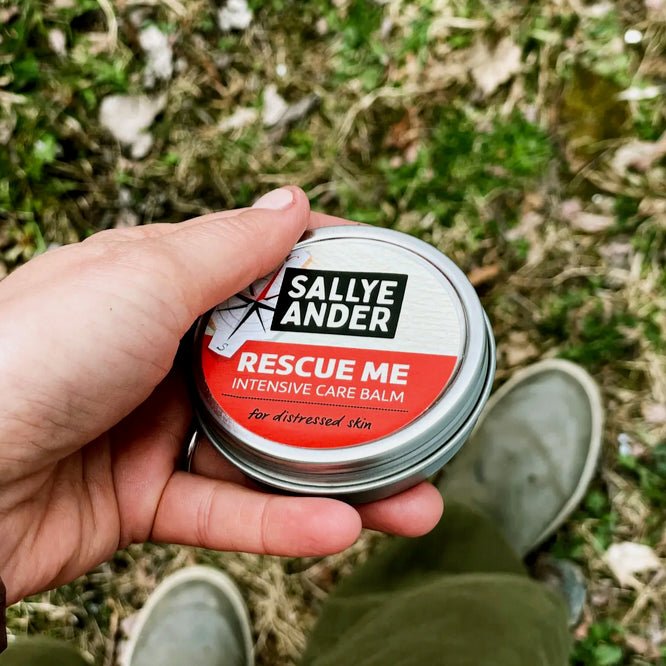 SALLYE
ANDER
S
RESCUE ME
INTENSIVE CARE BALM
for distressed skin